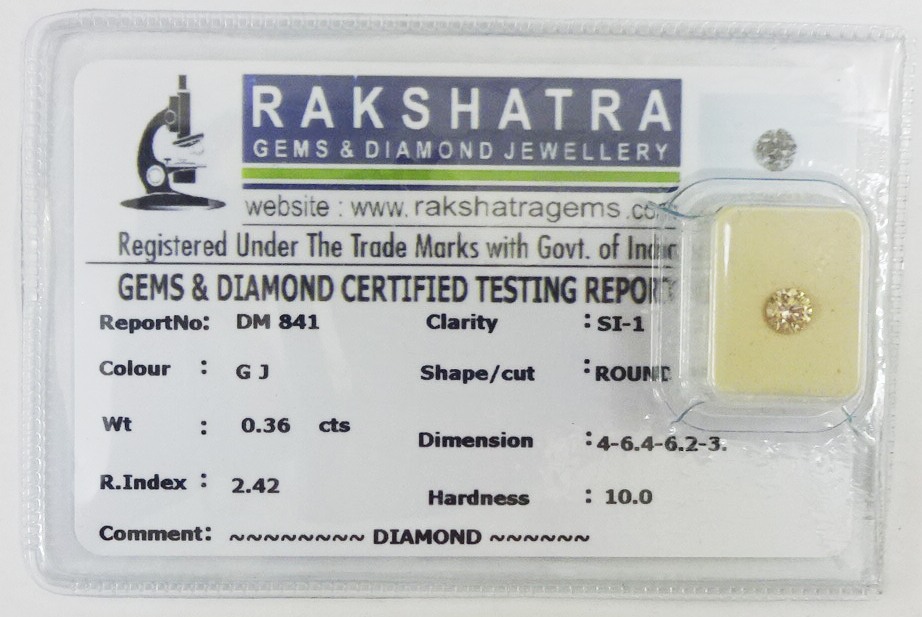 RAKSHATRA
GEMS & DIAMOND JEWELLERY
website : www. rakshatragems .co
Registered Under The Trade Marks with Govt. of India
GEMS & DIAMOND CERTIFIED TESTING REPORT
ReportNo: DM 841 Clarity : SI-1
Colour : G J Shape/cut : ROUND
Wt : 0.36 cts Dimension : 4-6.4-6.2-3.
R.Index : 2.42 Hardness : 10.0
Comment: ~~~~~~~~ DIAMOND ~~~~~~